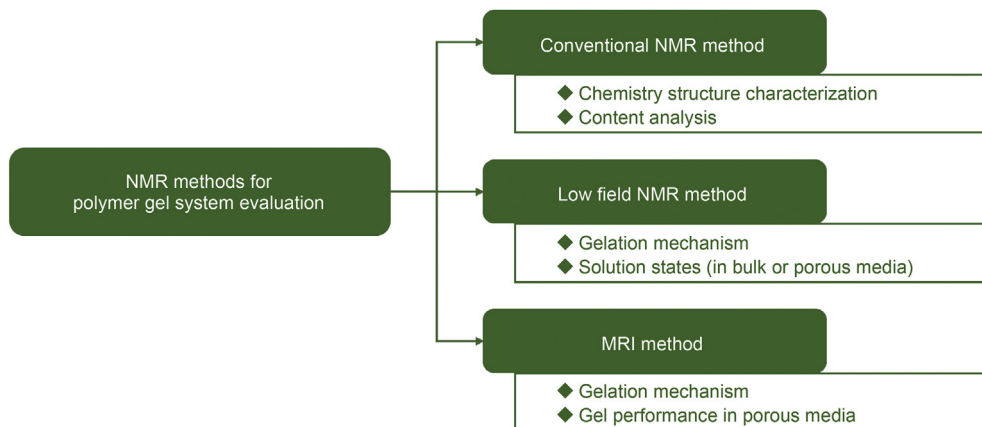 Conventional NMR method
◆ Chemistry structure characterization
◆ Content analysis
NMR methods for
polymer gel system evaluation
Low field NMR method
◆ Gelation mechanism
◆ Solution states (in bulk or porous media)
MRI method
◆ Gelation mechanism
◆ Gel performance in porous media